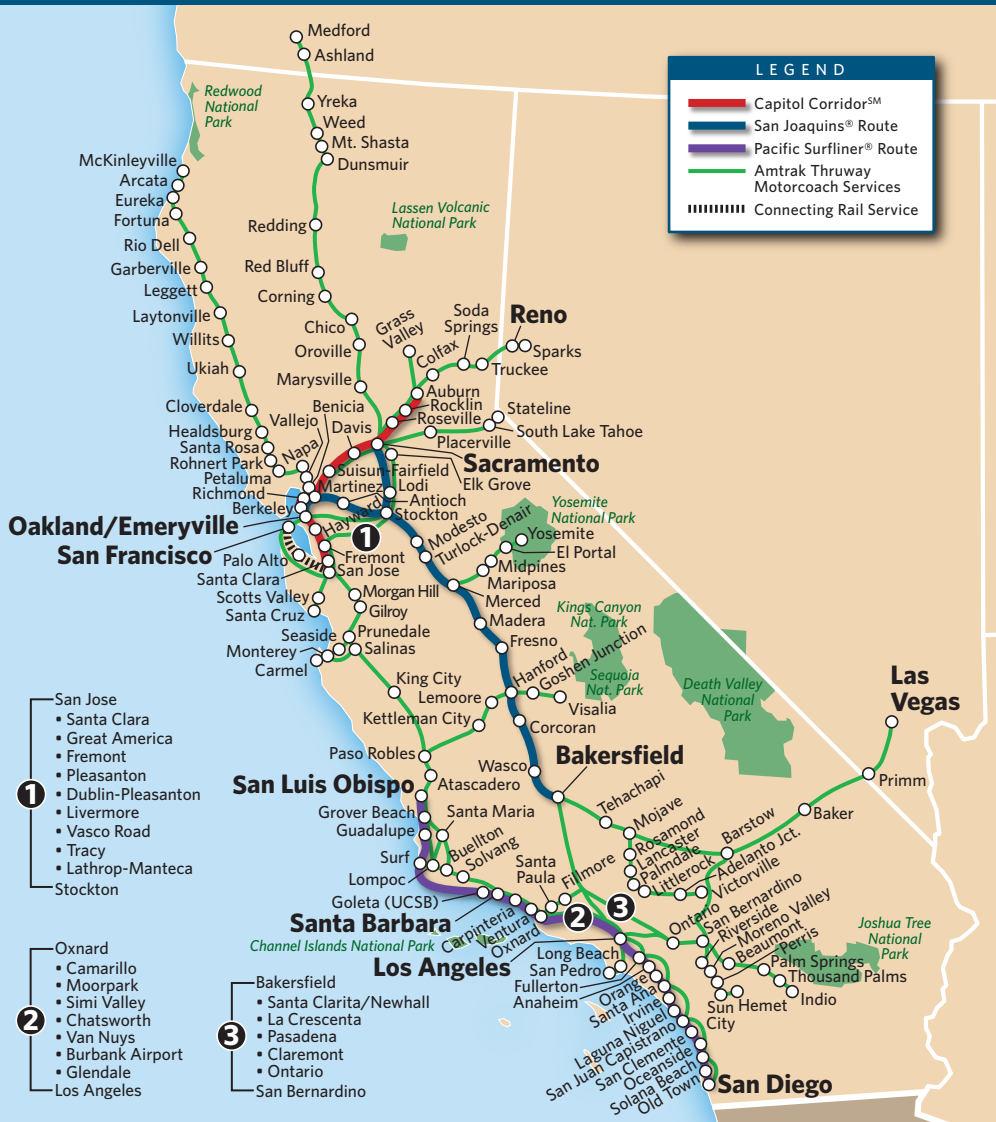 Medford
Ashland
LEGEND
Capitol Corridor℠
San Joaquins® Route
Pacific Surfliner® Route
Amtrak Thruway
Motorcoach Services
Connecting Rail Service
Redwood
National
Park
Yreka
Weed
Mt. Shasta
Dunsmuir
McKinleyville
Arcata
Eureka
Fortuna
Rio Dell
Garberville
Leggett
Laytonville
Willits
Ukiah
Cloverdale
Healdsburg
Santa Rosa
Rohnert Park
Petaluma
Richmond
Berkeley
Oakland/Emeryville
San Francisco
Lassen Volcanic
National Park
Redding
Red Bluff
Corning
Chico
Oroville
Marysville
Grass
Valley
Colfax
Soda
Springs
Reno
Sparks
Truckee
Auburn
Rocklin
Roseville
Stateline
South Lake Tahoe
Placerville
Benicia
Vallejo
Davis
Napa
Sacramento
Suisun-Fairfield
Elk Grove
Martinez
Lodi
Antioch
Stockton
Hayward
1
Fremont
San Jose
Palo Alto
Santa Clara
Scotts Valley
Santa Cruz
Morgan Hill
Gilroy
Seaside
Prunedale
Monterey
Salinas
Carmel
Modesto
Turlock-Denair
Yosemite
National Park
Yosemite
El Portal
Midpines
Mariposa
Merced
Madera
Fresno
Kings Canyon
Nat. Park
Sequoia
Nat. Park
Hanford
Goshen Junction
Visalia
Corcoran
King City
Lemoore
Kettleman City
Paso Robles
Atascadero
Death Valley
National
Park
Las
Vegas
Primm
Baker
Wasco
Bakersfield
Tehachapi
Mojave
Rosamond
Lancaster
Palmdale
Littlerock
Barstow
Adelanto Jct.
Victorville
San Luis Obispo
Grover Beach
Guadalupe
Santa Maria
Surf
Buellton
Solvang
Lompoc
Goleta (UCSB)
Santa
Paula
Fillmore
Santa Barbara
Carpinteria
Ventura
Oxnard
2
3
Channel Islands National Park
Los Angeles
Long Beach
San Pedro
Fullerton
Anaheim
Orange
Santa Ana
Irvine
Laguna Niguel
San Juan Capistrano
San Clemente
Oceanside
Solana Beach
Old Town
San Diego
Ontario
San Bernardino
Riverside
Moreno Valley
Beaumont
Perris
Palm Springs
Thousand Palms
Indio
Sun
City
Hemet
Joshua Tree
National
Park
1
San Jose
• Santa Clara
• Great America
• Fremont
• Pleasanton
• Dublin-Pleasanton
• Livermore
• Vasco Road
• Tracy
• Lathrop-Manteca
Stockton
2
Oxnard
• Camarillo
• Moorpark
• Simi Valley
• Chatsworth
• Van Nuys
• Burbank Airport
• Glendale
Los Angeles
3
Bakersfield
• Santa Clarita/Newhall
• La Crescenta
• Pasadena
• Claremont
• Ontario
San Bernardino